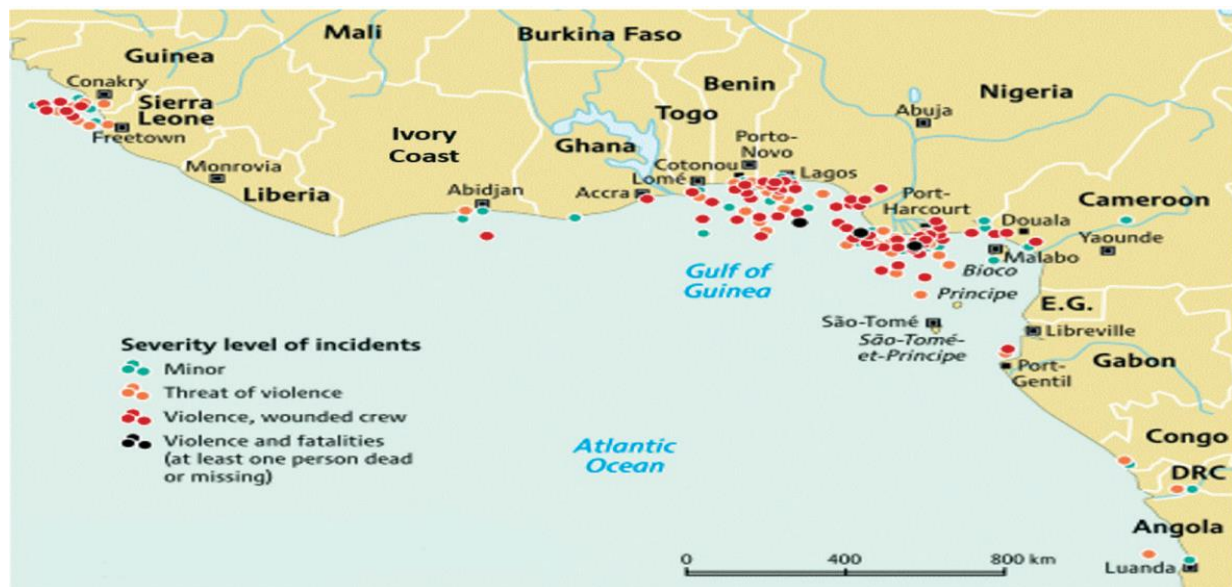 Mali
Burkina Faso
Guinea
Benin
Nigeria
Conakry
Sierra
Leone
Togo
Abuja
Freetown
Ivory
Coast
Ghana
Porto-
Novo
Cotonou
Lagos
Monrovia
Lomé
Liberia
Abidjan
Accra
Port-
Harcourt
Douala
Cameroon
Yaounde
Malabo
Gulf of
Guinea
Bioco
Principe
E.G.
São-Tomé
São-Tomé-
et-Principe
Libreville
Gabon
Port-
Gentil
Severity level of incidents
Minor
Threat of violence
Violence, wounded crew
Violence and fatalities
(at least one person dead
or missing)
Atlantic
Ocean
Congo
DRC
Angola
Luanda
0 400 800 km